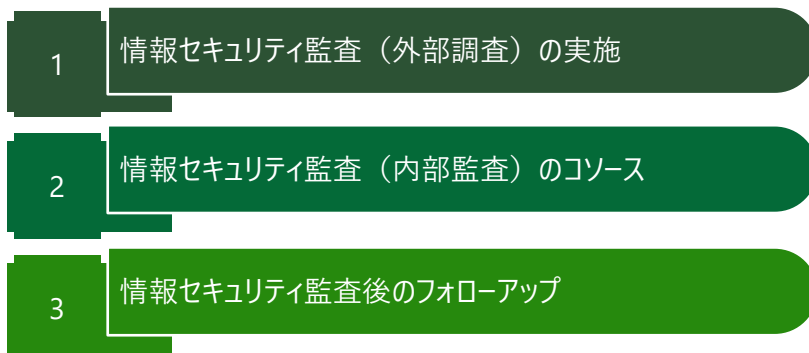 1
情報セキュリティ監査（外部調査）の実施
2
情報セキュリティ監査（内部監査）のコソース
3
情報セキュリティ監査後のフォローアップ